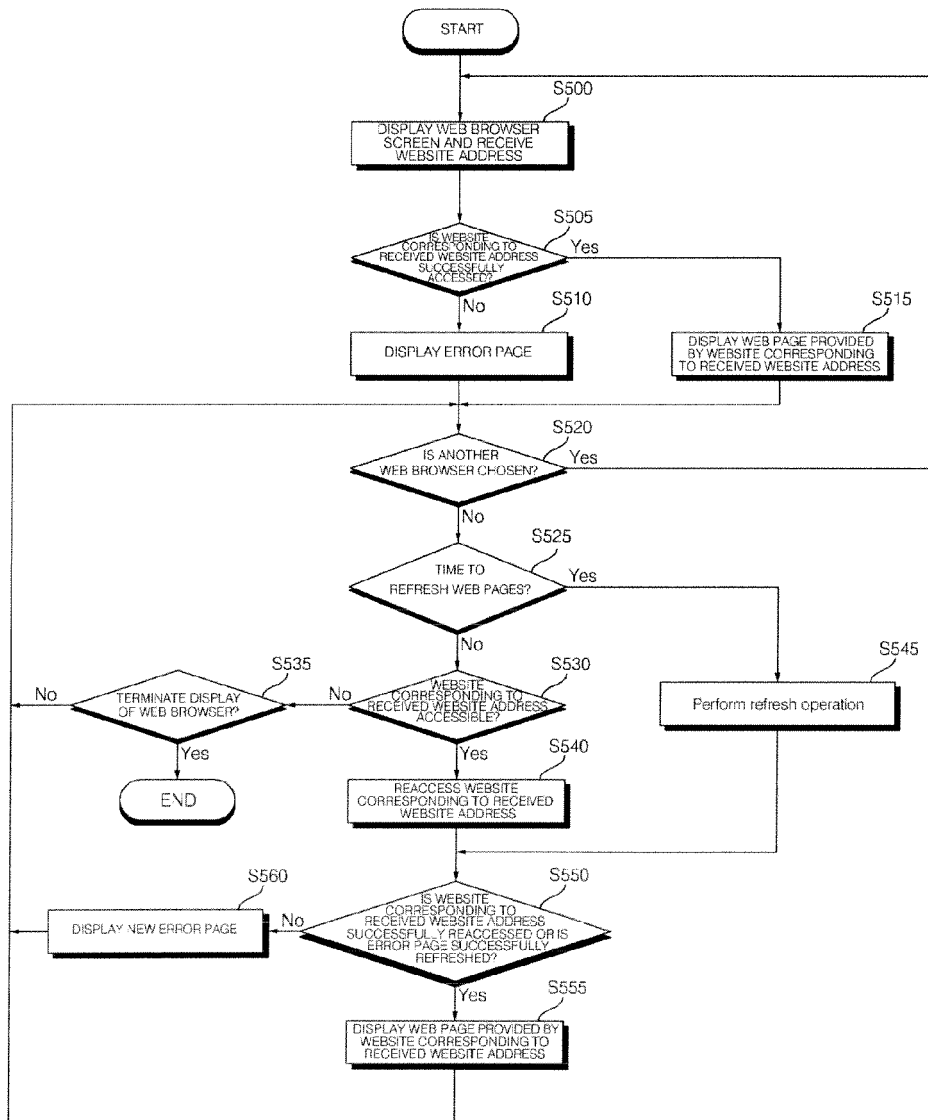 START
S500
DISPLAY WEB BROWSER
SCREEN AND RECEIVE
WEBSITE ADDRESS
S505
IS WEBSITE
CORRESPONDING TO
RECEIVED WEBSITE ADDRESS
SUCCESSFULLY
ACCESSED?
Yes
No
S510
DISPLAY ERROR PAGE
S515
DISPLAY WEB PAGE PROVIDED
BY WEBSITE CORRESPONDING
TO RECEIVED WEBSITE ADDRESS
S520
IS ANOTHER
WEB BROWSER CHOSEN?
Yes
No
S525
TIME TO
REFRESH WEB PAGES?
Yes
No
S530
WEBSITE
CORRESPONDING TO
RECEIVED WEBSITE ADDRESS
ACCESSIBLE?
No
Yes
S535
TERMINATE DISPLAY
OF WEB BROWSER?
No
Yes
END
S545
Perform refresh operation
S540
REACCESS WEBSITE
CORRESPONDING TO RECEIVED
WEBSITE ADDRESS
S550
IS WEBSITE
CORRESPONDING TO
RECEIVED WEBSITE ADDRESS
SUCCESSFULLY REACCESSED OR IS
ERROR PAGE SUCCESSFULLY
REFRESHED?
No
Yes
S560
DISPLAY NEW ERROR PAGE
S555
DISPLAY WEB PAGE PROVIDED BY
WEBSITE CORRESPONDING TO
RECEIVED WEBSITE ADDRESS